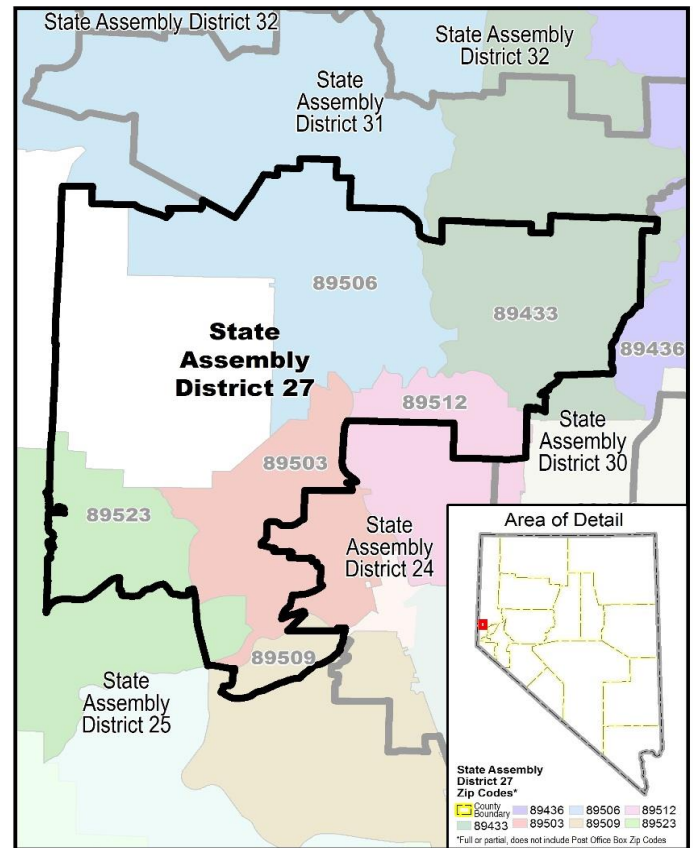 State Assembly District 32
State Assembly
District 32
State
Assembly
District 31
89506
89433
State
Assembly
District 27
89436
89512
State
Assembly
District 30
89503
89523
State
Assembly
District 24
89509
State
Assembly
District 25
Area of Detail
State Assembly
District 27
Zip Codes*
County
Boundary
89436
89506
89512
89433
89503
89509
89523
*Full or partial, does not include Post Office Box Zip Codes